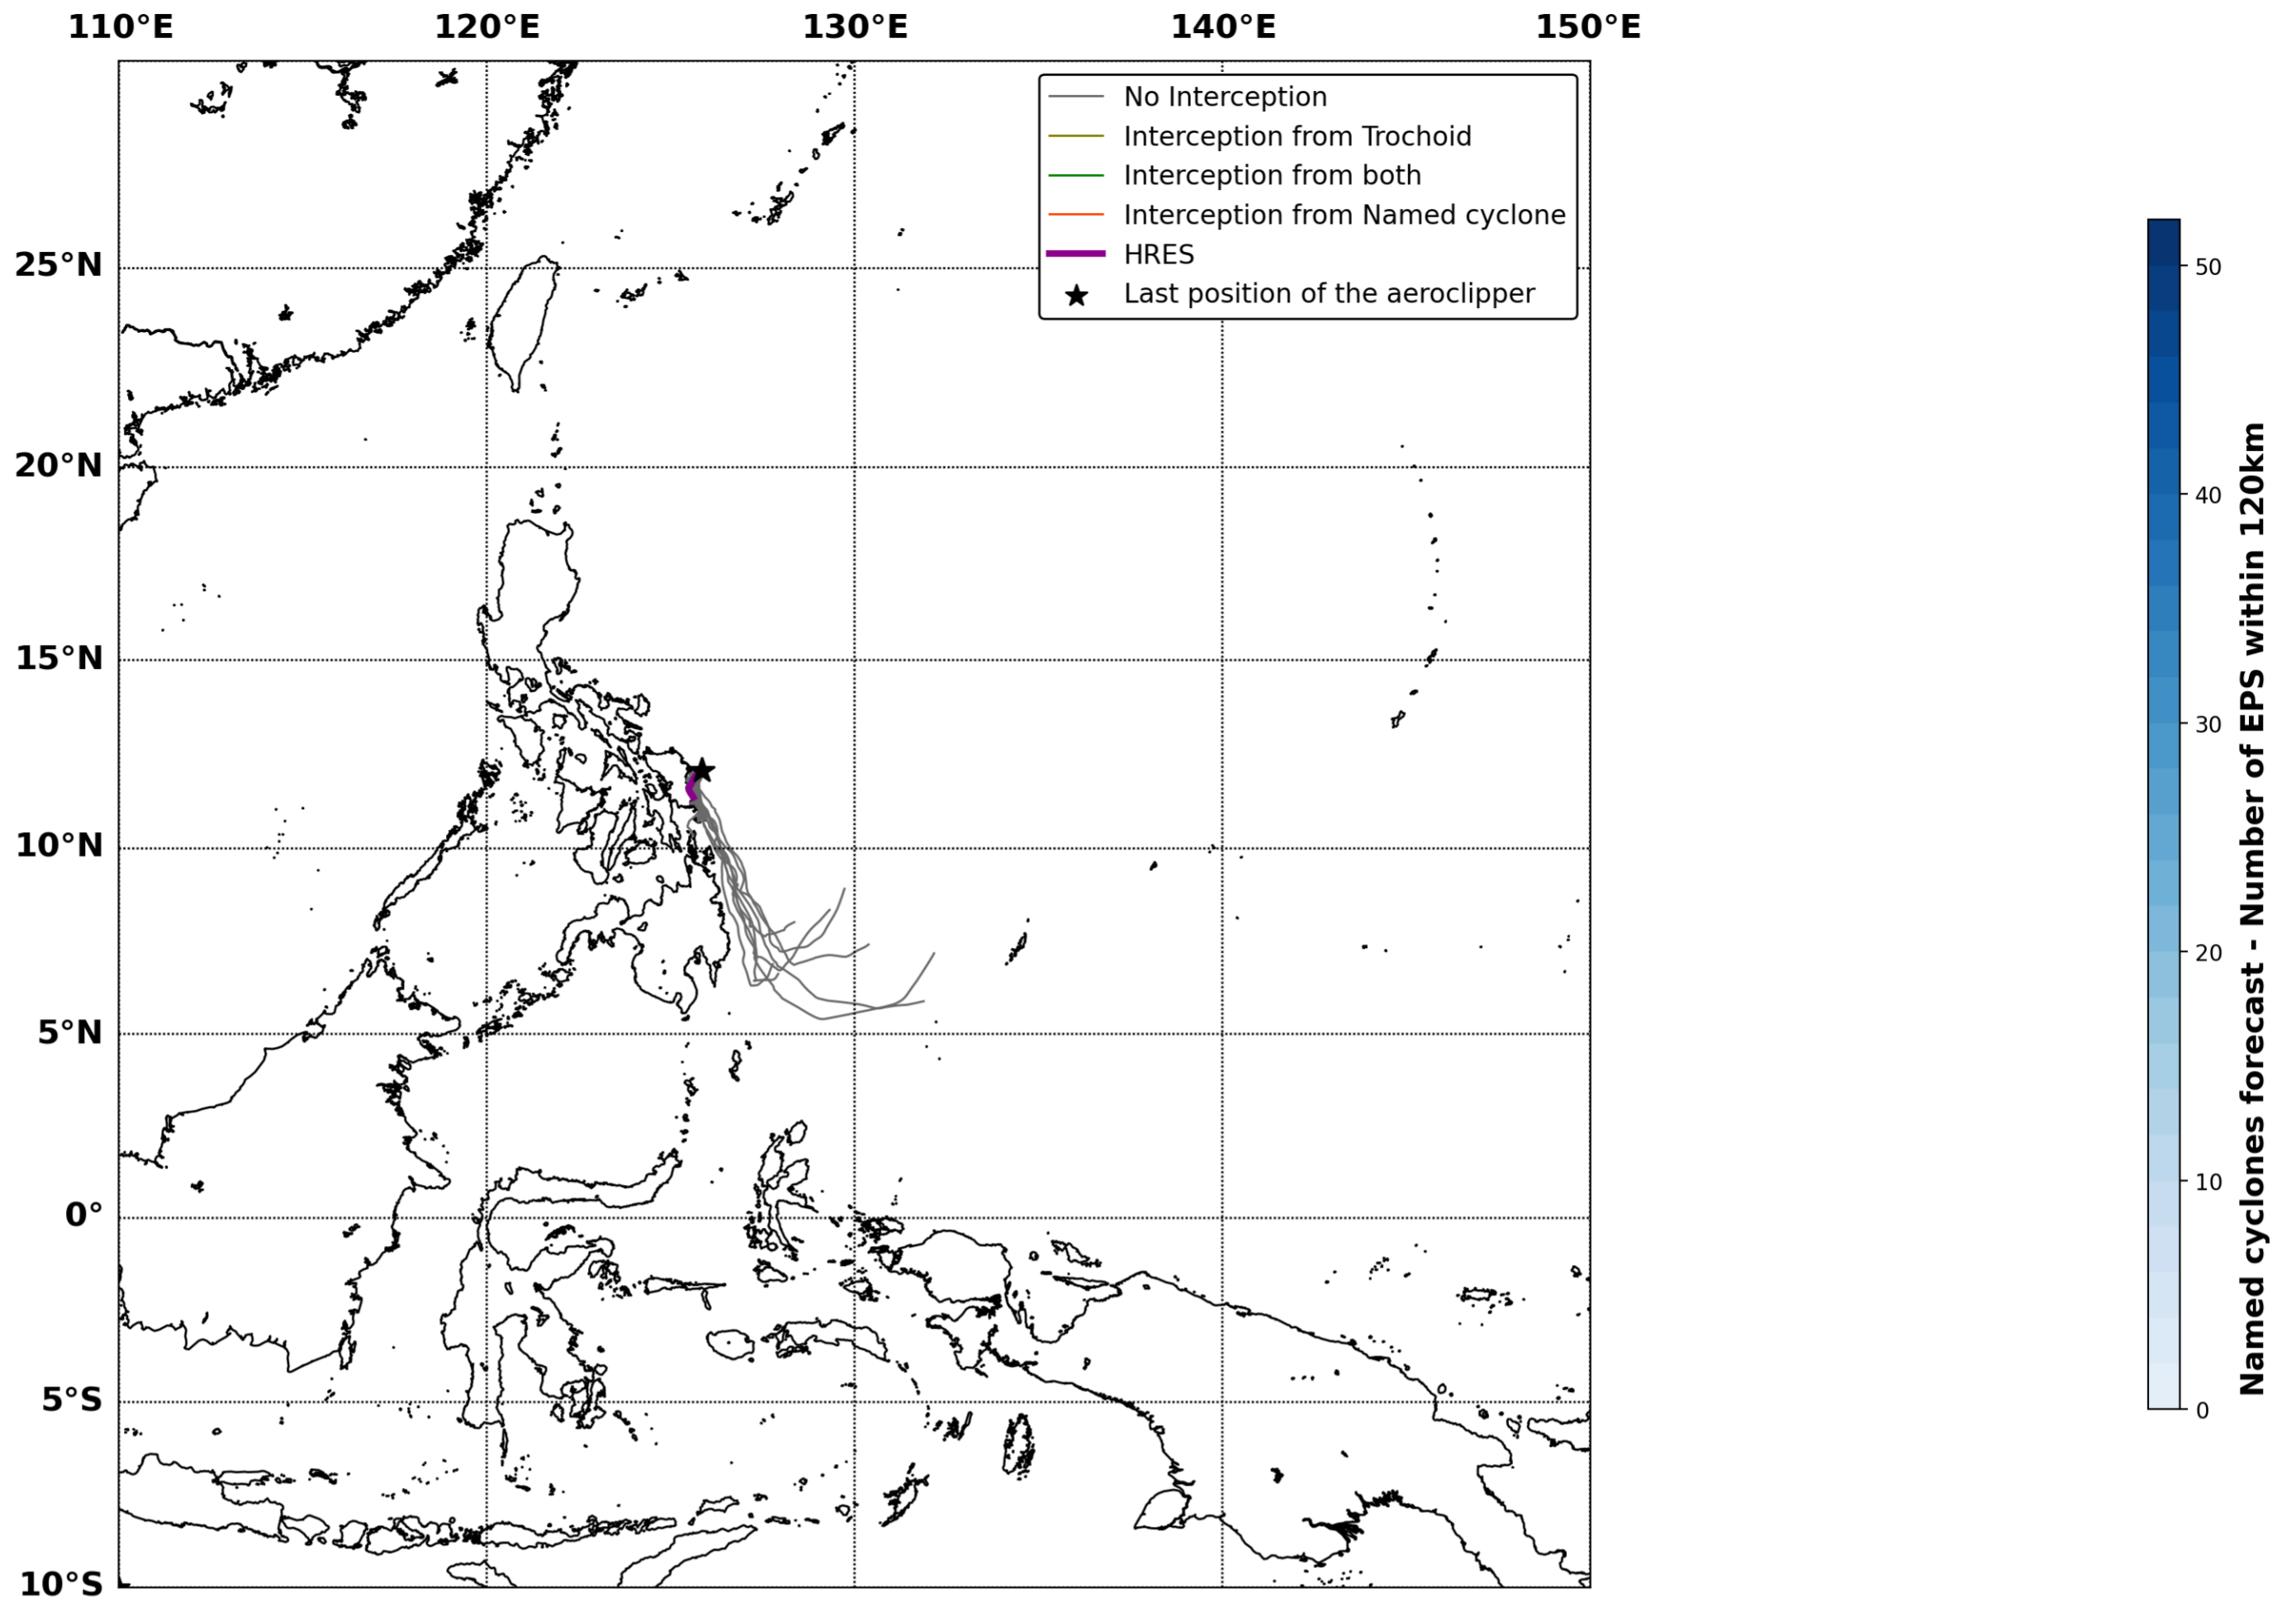 110°E 120°E 130°E 140°E 150°E
No Interception
Interception from Trochoid
Interception from both
Interception from Named cyclone
HRES
Last position of the aeroclipper
25°N
20°N
15°N
10°N
5°N
0°
5°S
10°S
50
40
30
20
10
0
Named cyclones forecast - Number of EPS within 120km